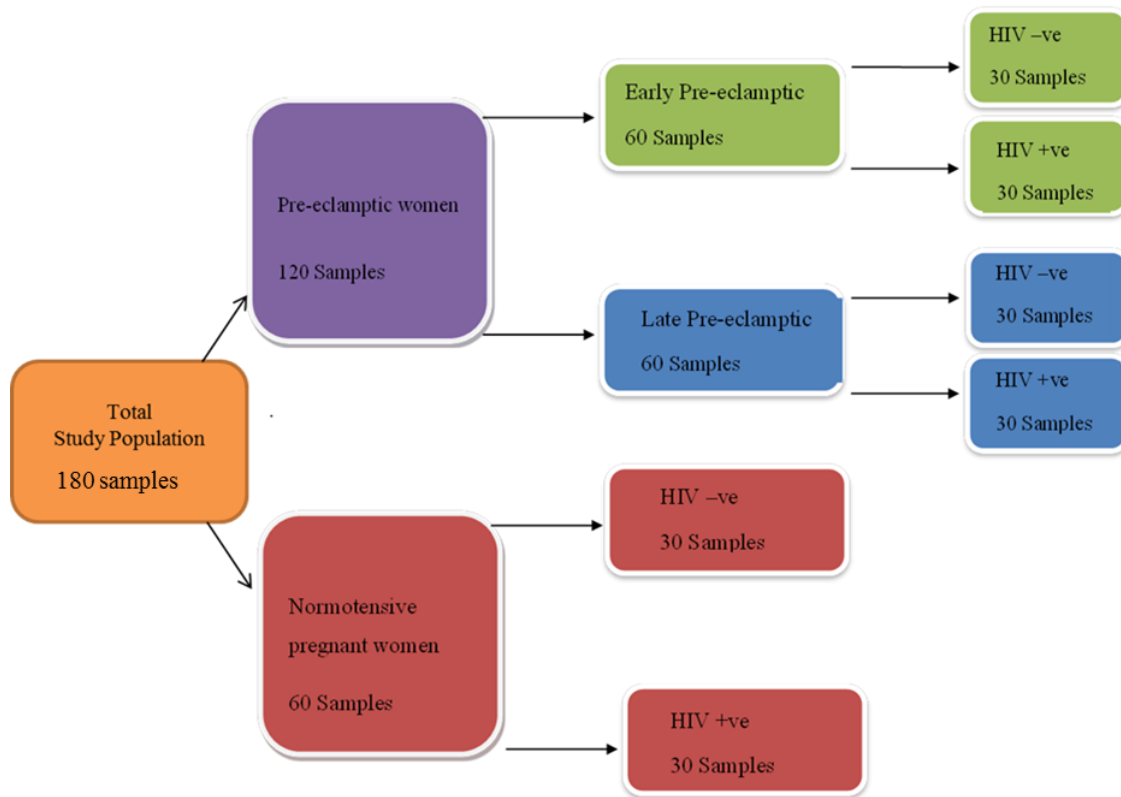 Total
Study Population
180 samples
Pre-eclamptic women
120 Samples
Early Pre-eclamptic
60 Samples
HIV –ve
30 Samples
HIV +ve
30 Samples
Late Pre-eclamptic
60 Samples
HIV –ve
30 Samples
HIV +ve
30 Samples
Normotensive
pregnant women
60 Samples
HIV –ve
30 Samples
HIV +ve
30 Samples